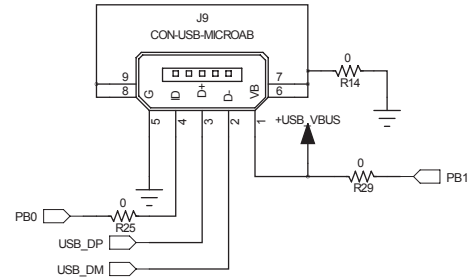 J9
CON-USB-MICROAB
9
8
7
6
G
ID
D+
D-
VB
5
4
3
2
1
0
R14
+USB_VBUS
0
R29
PB1
PB0
0
R25
USB_DP
USB_DM